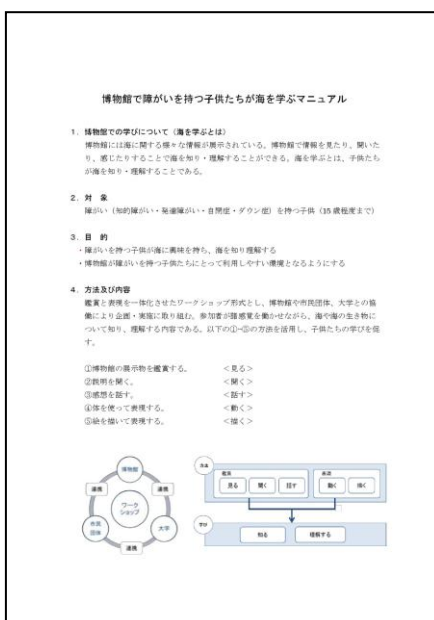 博物館で障がいを持つ子供たちが海を学ぶマニュアル
1. 博物館での学びについて（海を学ぶとは）
博物館には海に関する様々な情報が展示されている。博物館で情報を見たり、聞いた
り、感じたりすることで海を知り・理解することができる。海を学ぶとは、子供たち
が海を知り・理解することである。
2. 対　象
障がい（知的障がい・発達障がい・自閉症・ダウン症）を持つ子供（15歳程度まで）
3. 目　的
・障がいを持つ子供が海に興味を持ち、海を知り理解する
・博物館が障がいを持つ子供たちにとって利用しやすい環境となるようにする
4. 方法及び内容
鑑賞と表現を一体化させたワークショップ形式とし、博物館や市民団体、大学との協
働により企画・実施に取り組む。参加者が諸感覚を働かせながら、海や海の生き物に
ついて知り、理解する内容である。以下の①~⑤の方法を活用し、子供たちの学びを促
す。
①博物館の展示物を鑑賞する。　＜見る＞
②説明を聞く。　＜聞く＞
③感想を話す。　＜話す＞
④体を使って表現する。　＜動く＞
⑤絵を描いて表現する。　＜描く＞
博物館
連携
連携
ワーク
ショップ
市民
団体
大学
連携
方法
鑑賞
表現
見る
聞く
話す
動く
描く
学び
知る
理解する